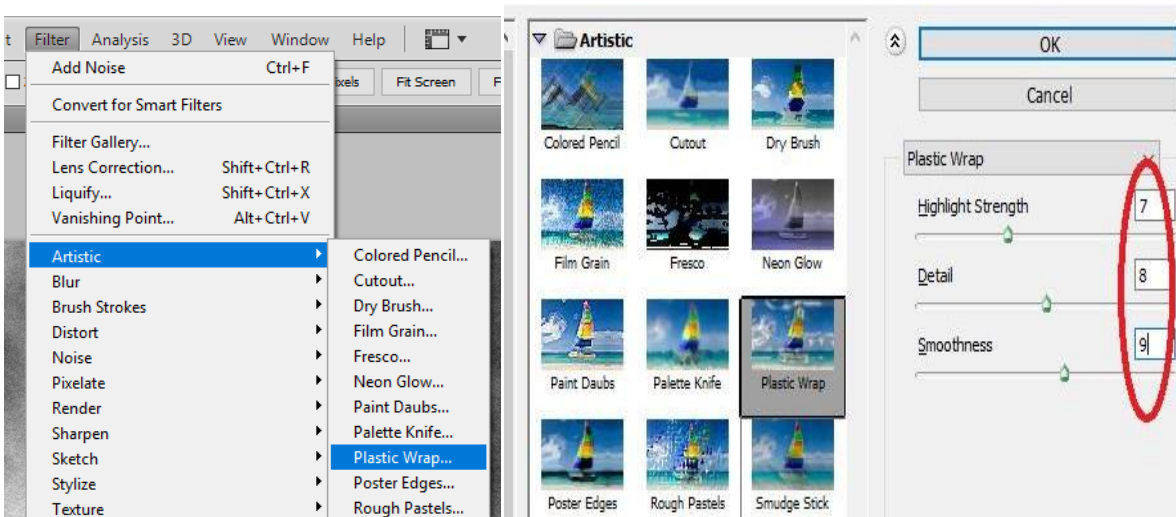 t Filter Analysis 3D View Window Help
Add Noise Ctrl+F
Convert for Smart Filters
Filter Gallery...
Lens Correction... Shift+Ctrl+R
Liquify... Shift+Ctrl+X
Vanishing Point... Alt+Ctrl+V
Artistic
Blur
Brush Strokes
Distort
Noise
Pixelate
Render
Sharpen
Sketch
Stylize
Texture
Fit Screen
F
Colored Pencil...
Cutout...
Dry Brush...
Film Grain...
Fresco...
Neon Glow...
Paint Daubs...
Palette Knife...
Plastic Wrap...
Poster Edges...
Rough Pastels...
Artistic
Colored Pencil Cutout Dry Brush
Film Grain Fresco Neon Glow
Paint Daubs Palette Knife Plastic Wrap
Poster Edges Rough Pastels Smudge Stick
OK
Cancel
Plastic Wrap
Highlight Strength 7
Detail 8
Smoothness 9